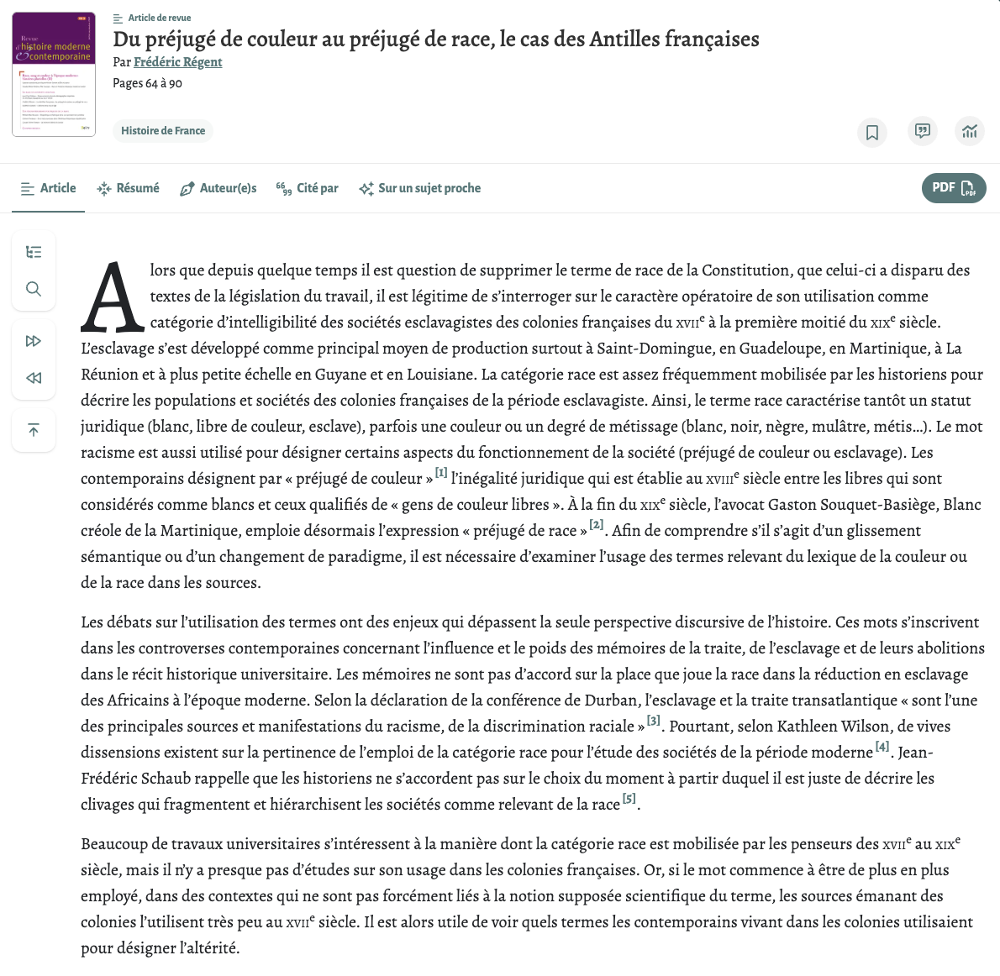 Revue
d'histoire moderne
& contemporaine
Article de revue
Du préjugé de couleur au préjugé de race, le cas des Antilles françaises
Par Frédéric Régent
Pages 64 à 90
Histoire de France
Article
Résumé
Auteur(e)s
Cité par
Sur un sujet proche
PDF
Alors que depuis quelque temps il est question de supprimer le terme de race de la Constitution, que celui-ci a disparu des
textes de la législation du travail, il est légitime de s’interroger sur le caractère opératoire de son utilisation comme
catégorie d’intelligibilité des sociétés esclavagistes des colonies françaises du XVIIe à la première moitié du XIXe siècle.
L’esclavage s’est développé comme principal moyen de production surtout à Saint-Domingue, en Guadeloupe, en Martinique, à La
Réunion et à plus petite échelle en Guyane et en Louisiane. La catégorie race est assez fréquemment mobilisée par les historiens pour
décrire les populations et sociétés des colonies françaises de la période esclavagiste. Ainsi, le terme race caractérise tantôt un statut
juridique (blanc, libre de couleur, esclave), parfois une couleur ou un degré de métissage (blanc, noir, nègre, mulâtre, métis…). Le mot
racisme est aussi utilisé pour désigner certains aspects du fonctionnement de la société (préjugé de couleur ou esclavage). Les
contemporains désignent par « préjugé de couleur » [1] l’inégalité juridique qui est établie au XVIIIe siècle entre les libres qui sont
considérés comme blancs et ceux qualifiés de « gens de couleur libres ». À la fin du XIXe siècle, l’avocat Gaston Souquet-Basiège, Blanc
créole de la Martinique, emploie désormais l’expression « préjugé de race » [2]. Afin de comprendre s’il s’agit d’un glissement
sémantique ou d’un changement de paradigme, il est nécessaire d’examiner l’usage des termes relevant du lexique de la couleur ou
de la race dans les sources.
Les débats sur l’utilisation des termes ont des enjeux qui dépassent la seule perspective discursive de l’histoire. Ces mots s’inscrivent
dans les controverses contemporaines concernant l’influence et le poids des mémoires de la traite, de l’esclavage et de leurs abolitions
dans le récit historique universitaire. Les mémoires ne sont pas d’accord sur la place que joue la race dans la réduction en esclavage
des Africains à l’époque moderne. Selon la déclaration de la conférence de Durban, l’esclavage et la traite transatlantique « sont l’une
des principales sources et manifestations du racisme, de la discrimination raciale » [3]. Pourtant, selon Kathleen Wilson, de vives
dissensions existent sur la pertinence de l’emploi de la catégorie race pour l’étude des sociétés de la période moderne [4]. Jean-
Frédéric Schaub rappelle que les historiens ne s’accordent pas sur le choix du moment à partir duquel il est juste de décrire les
clivages qui fragmentent et hiérarchisent les sociétés comme relevant de la race [5].
Beaucoup de travaux universitaires s’intéressent à la manière dont la catégorie race est mobilisée par les penseurs des XVIIe au XIXe
siècle, mais il n’y a presque pas d’études sur son usage dans les colonies françaises. Or, si le mot commence à être de plus en plus
employé, dans des contextes qui ne sont pas forcément liés à la notion supposée scientifique du terme, les sources émanant des
colonies l’utilisent très peu au XVIIe siècle. Il est alors utile de voir quels termes les contemporains vivant dans les colonies utilisaient
pour désigner l’altérité.